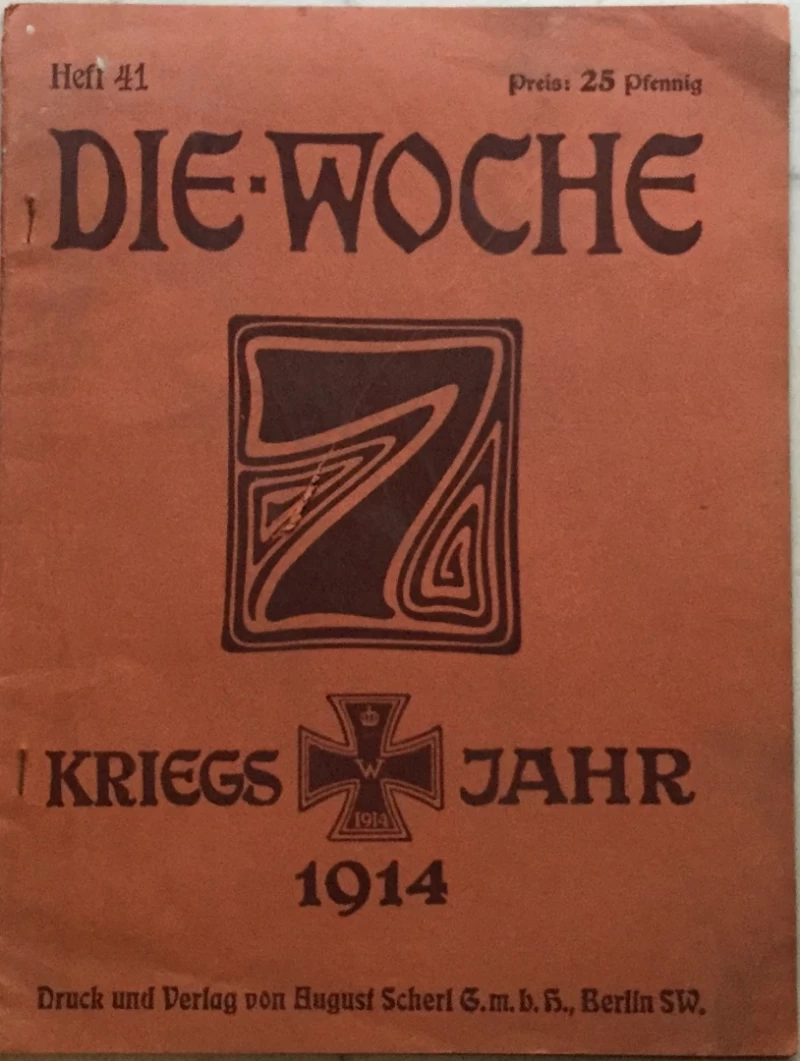 Heft 41
Preis: 25 Pfennig
DIE·WOCHE
7
KRIEGS JAHR
W
1914
1914
Druck und Verlag von August Scherl G.m.b.H., Berlin SW.